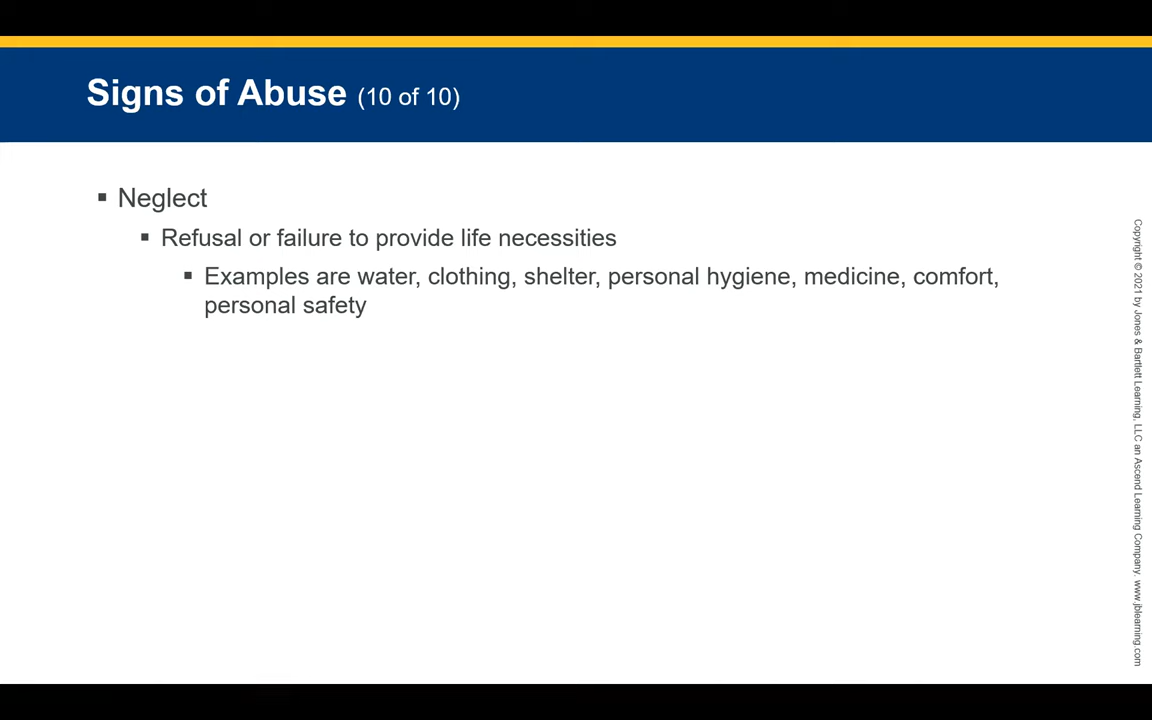 Signs of Abuse (10 of 10)
▪ Neglect
▪ Refusal or failure to provide life necessities
▪ Examples are water, clothing, shelter, personal hygiene, medicine, comfort,
personal safety
Copyright © 2021 by Jones & Bartlett Learning, LLC an Ascend Learning Company. www.jblearning.com